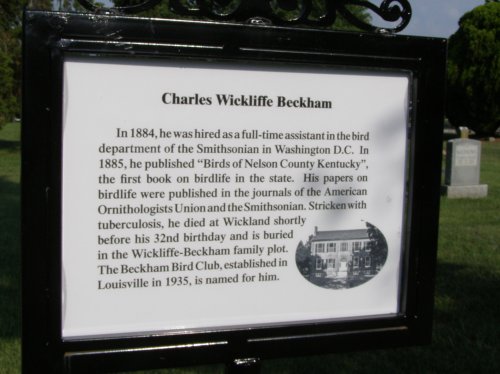 Charles Wickliffe Beckham
In 1884, he was hired as a full-time assistant in the bird
department of the Smithsonian in Washington D.C. In
1885, he published “Birds of Nelson County Kentucky”,
the first book on birdlife in the state. His papers on
birdlife were published in the journals of the American
Ornithologists Union and the Smithsonian. Stricken with
tuberculosis, he died at Wickland shortly
before his 32nd birthday and is buried
in the Wickliffe-Beckham family plot.
The Beckham Bird Club, established in
Louisville in 1935, is named for him.